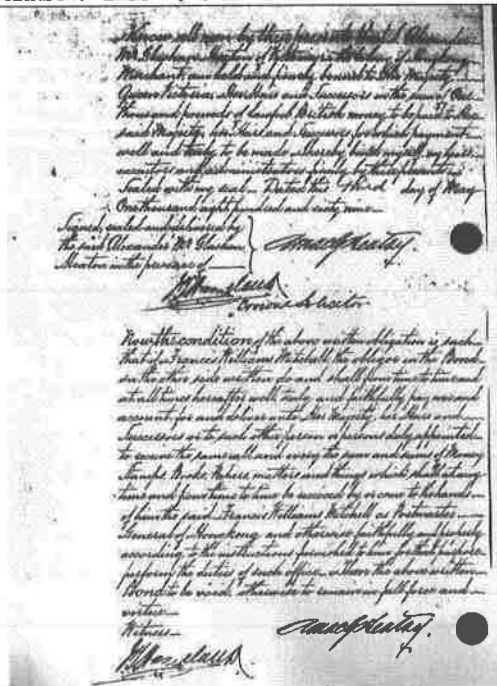 Know all men by these presents that I Alexander
McGlashan Heaton of Victoria in the Colony of Hongkong
Merchant am held and firmly bound to Her Majesty
Queen Victoria, Her Heirs and Successors in the sum of One
thousand pounds of lawful British money to be paid to Her
said Majesty, her Heirs and Successors for which payment
well and truly to be made I hereby bind myself, my heirs
executors and administrators firmly by these presents
Sealed with my seal. Dated this Third day of May
One thousand eight hundred and sixty nine
Signed, sealed and delivered by
the said Alexander McGlashan
Heaton in the presence of
Crown Solicitor
Now the condition of the above written obligation is such
that if Francis William Mitchell, the obligor in the Bond
on the other side written do and shall from time to time and
at all times hereafter well, truly and faithfully pay over and
account for and deliver unto Her Majesty, her Heirs and
Successors or to such other person or persons duly appointed
to receive the same all and every the sum and sums of Money
Stamps, Books, Papers, matters and things which shall at any
time and from time to time be received by or come to the hands
of him the said Francis William Mitchell as Postmaster
General of Hongkong and otherwise faithfully and properly
according to the instructions furnished to him for that purpose
perform the duties of such office. Then the above written
Bond to be void, otherwise to remain in full force and
virtue
Witness